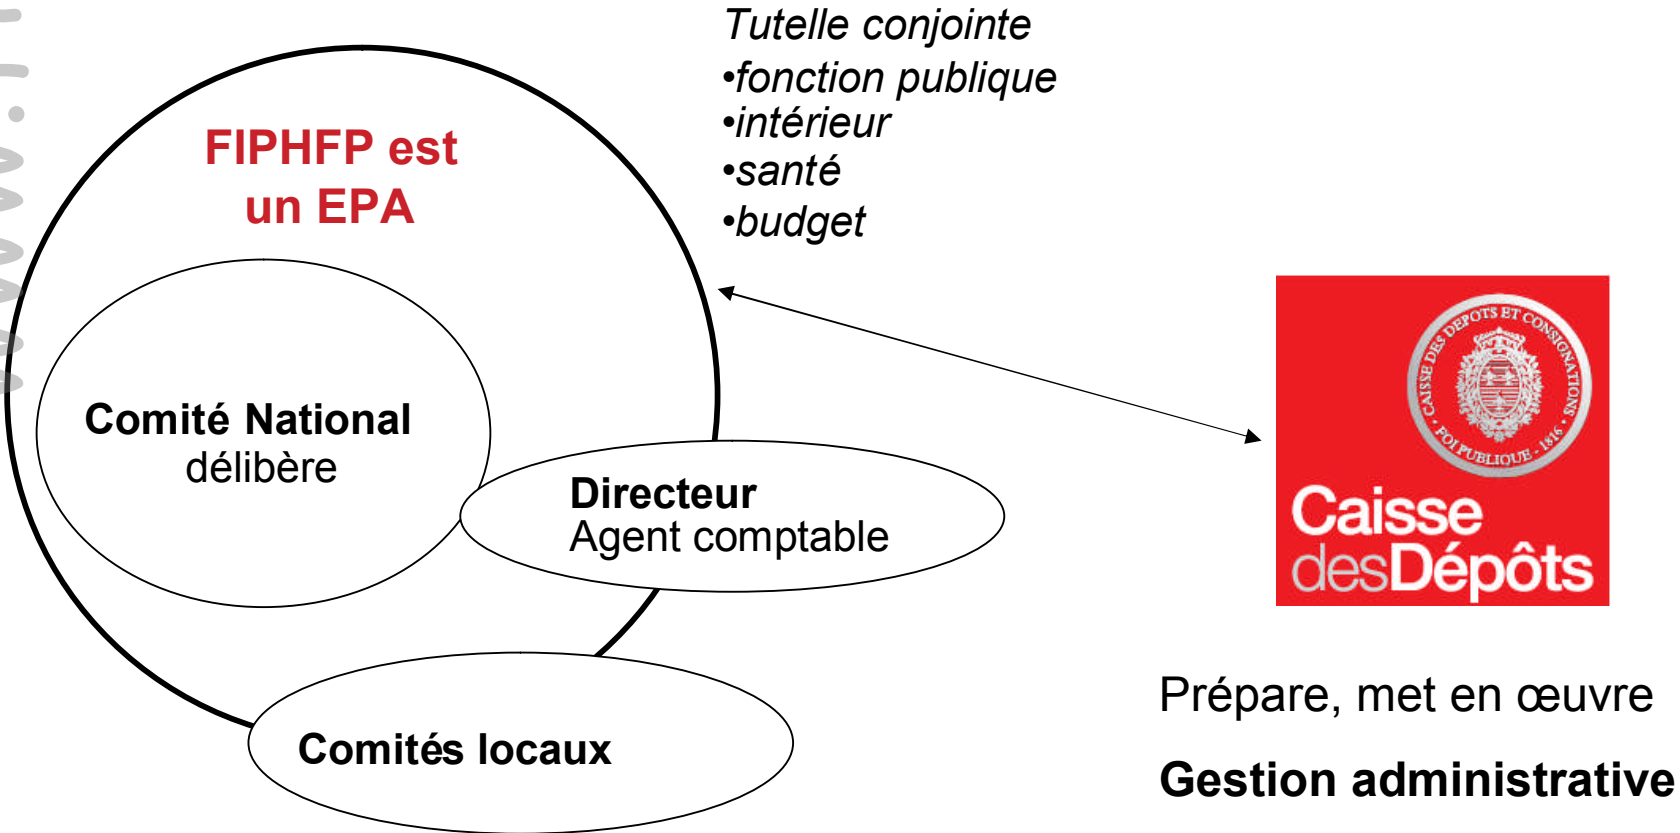 Tutelle conjointe
•fonction publique
•intérieur
•santé
•budget
FIPHFP est
un EPA
Comité National
délibère
Directeur
Agent comptable
Comités locaux
CAISSE DES DEPOTS ET CONSIGNATIONS
FOI PUBLIQUE - 1816
Caisse
desDépôts
Prépare, met en œuvre
Gestion administrative